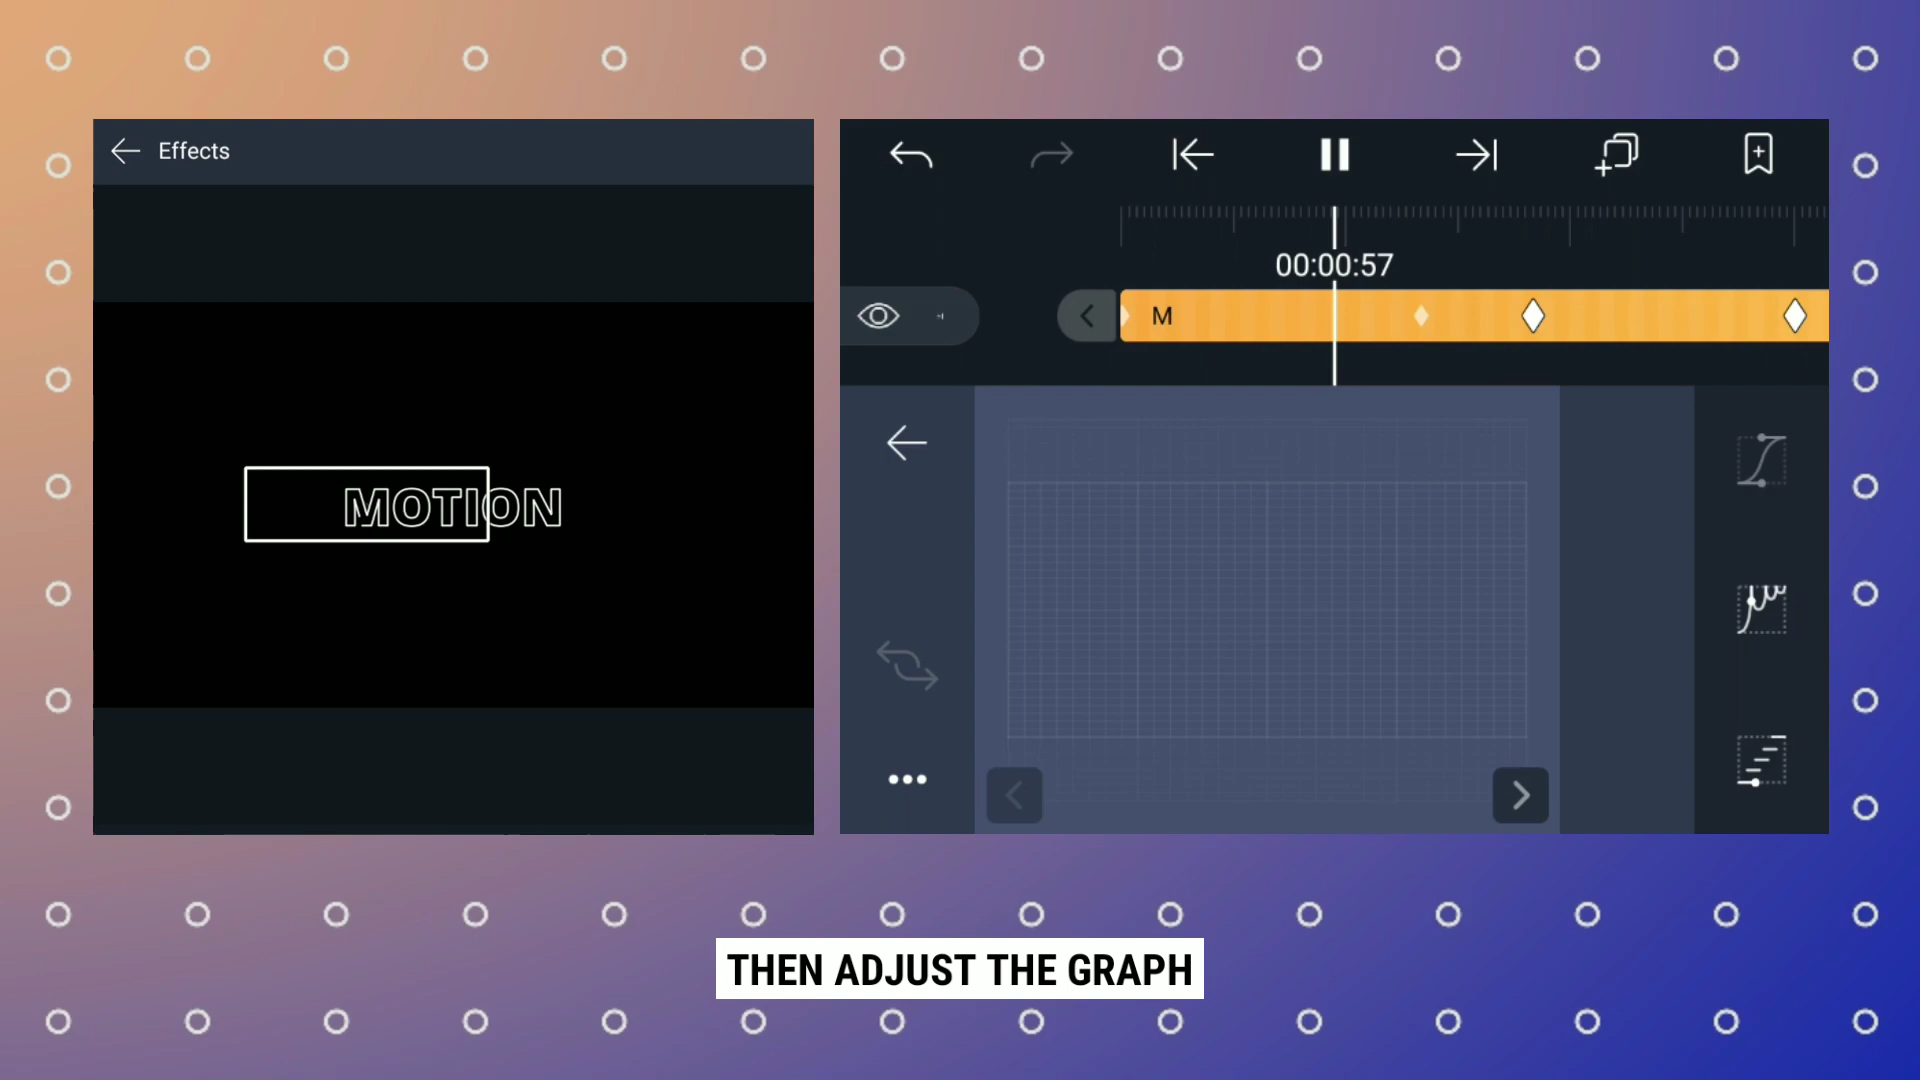 Effects
MOTION
00:00:57
M
THEN ADJUST THE GRAPH